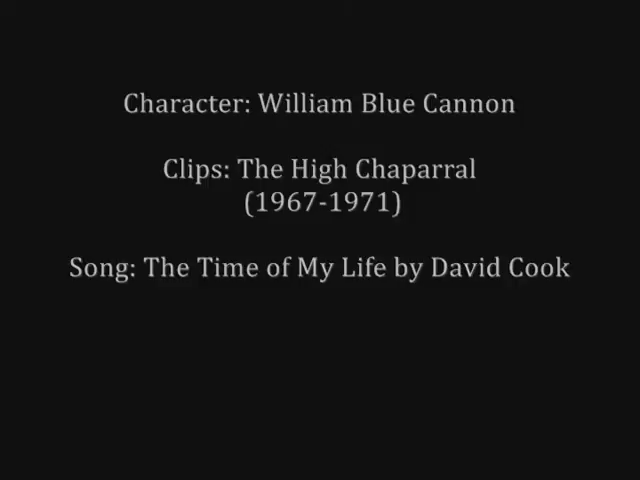 Character: William Blue Cannon
Clips: The High Chaparral
(1967-1971)
Song: The Time of My Life by David Cook